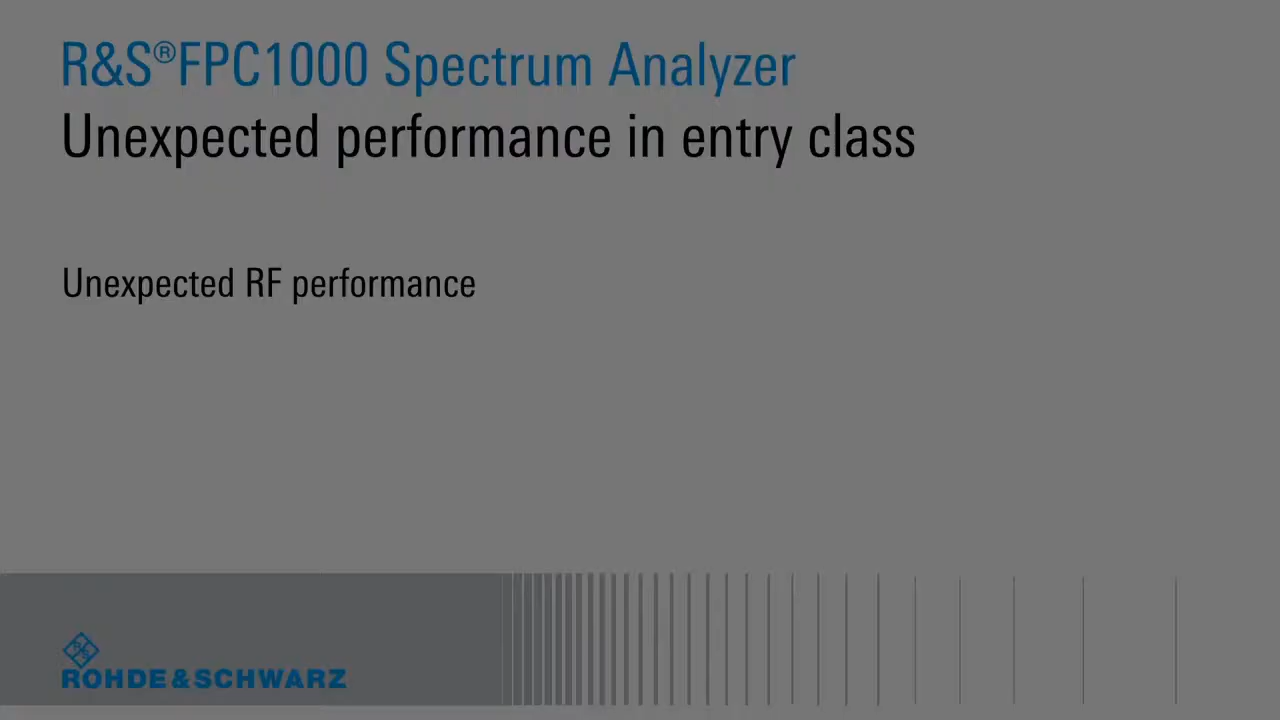 R&S®FPC1000 Spectrum Analyzer
Unexpected performance in entry class
Unexpected RF performance
ROHDE&SCHWARZ